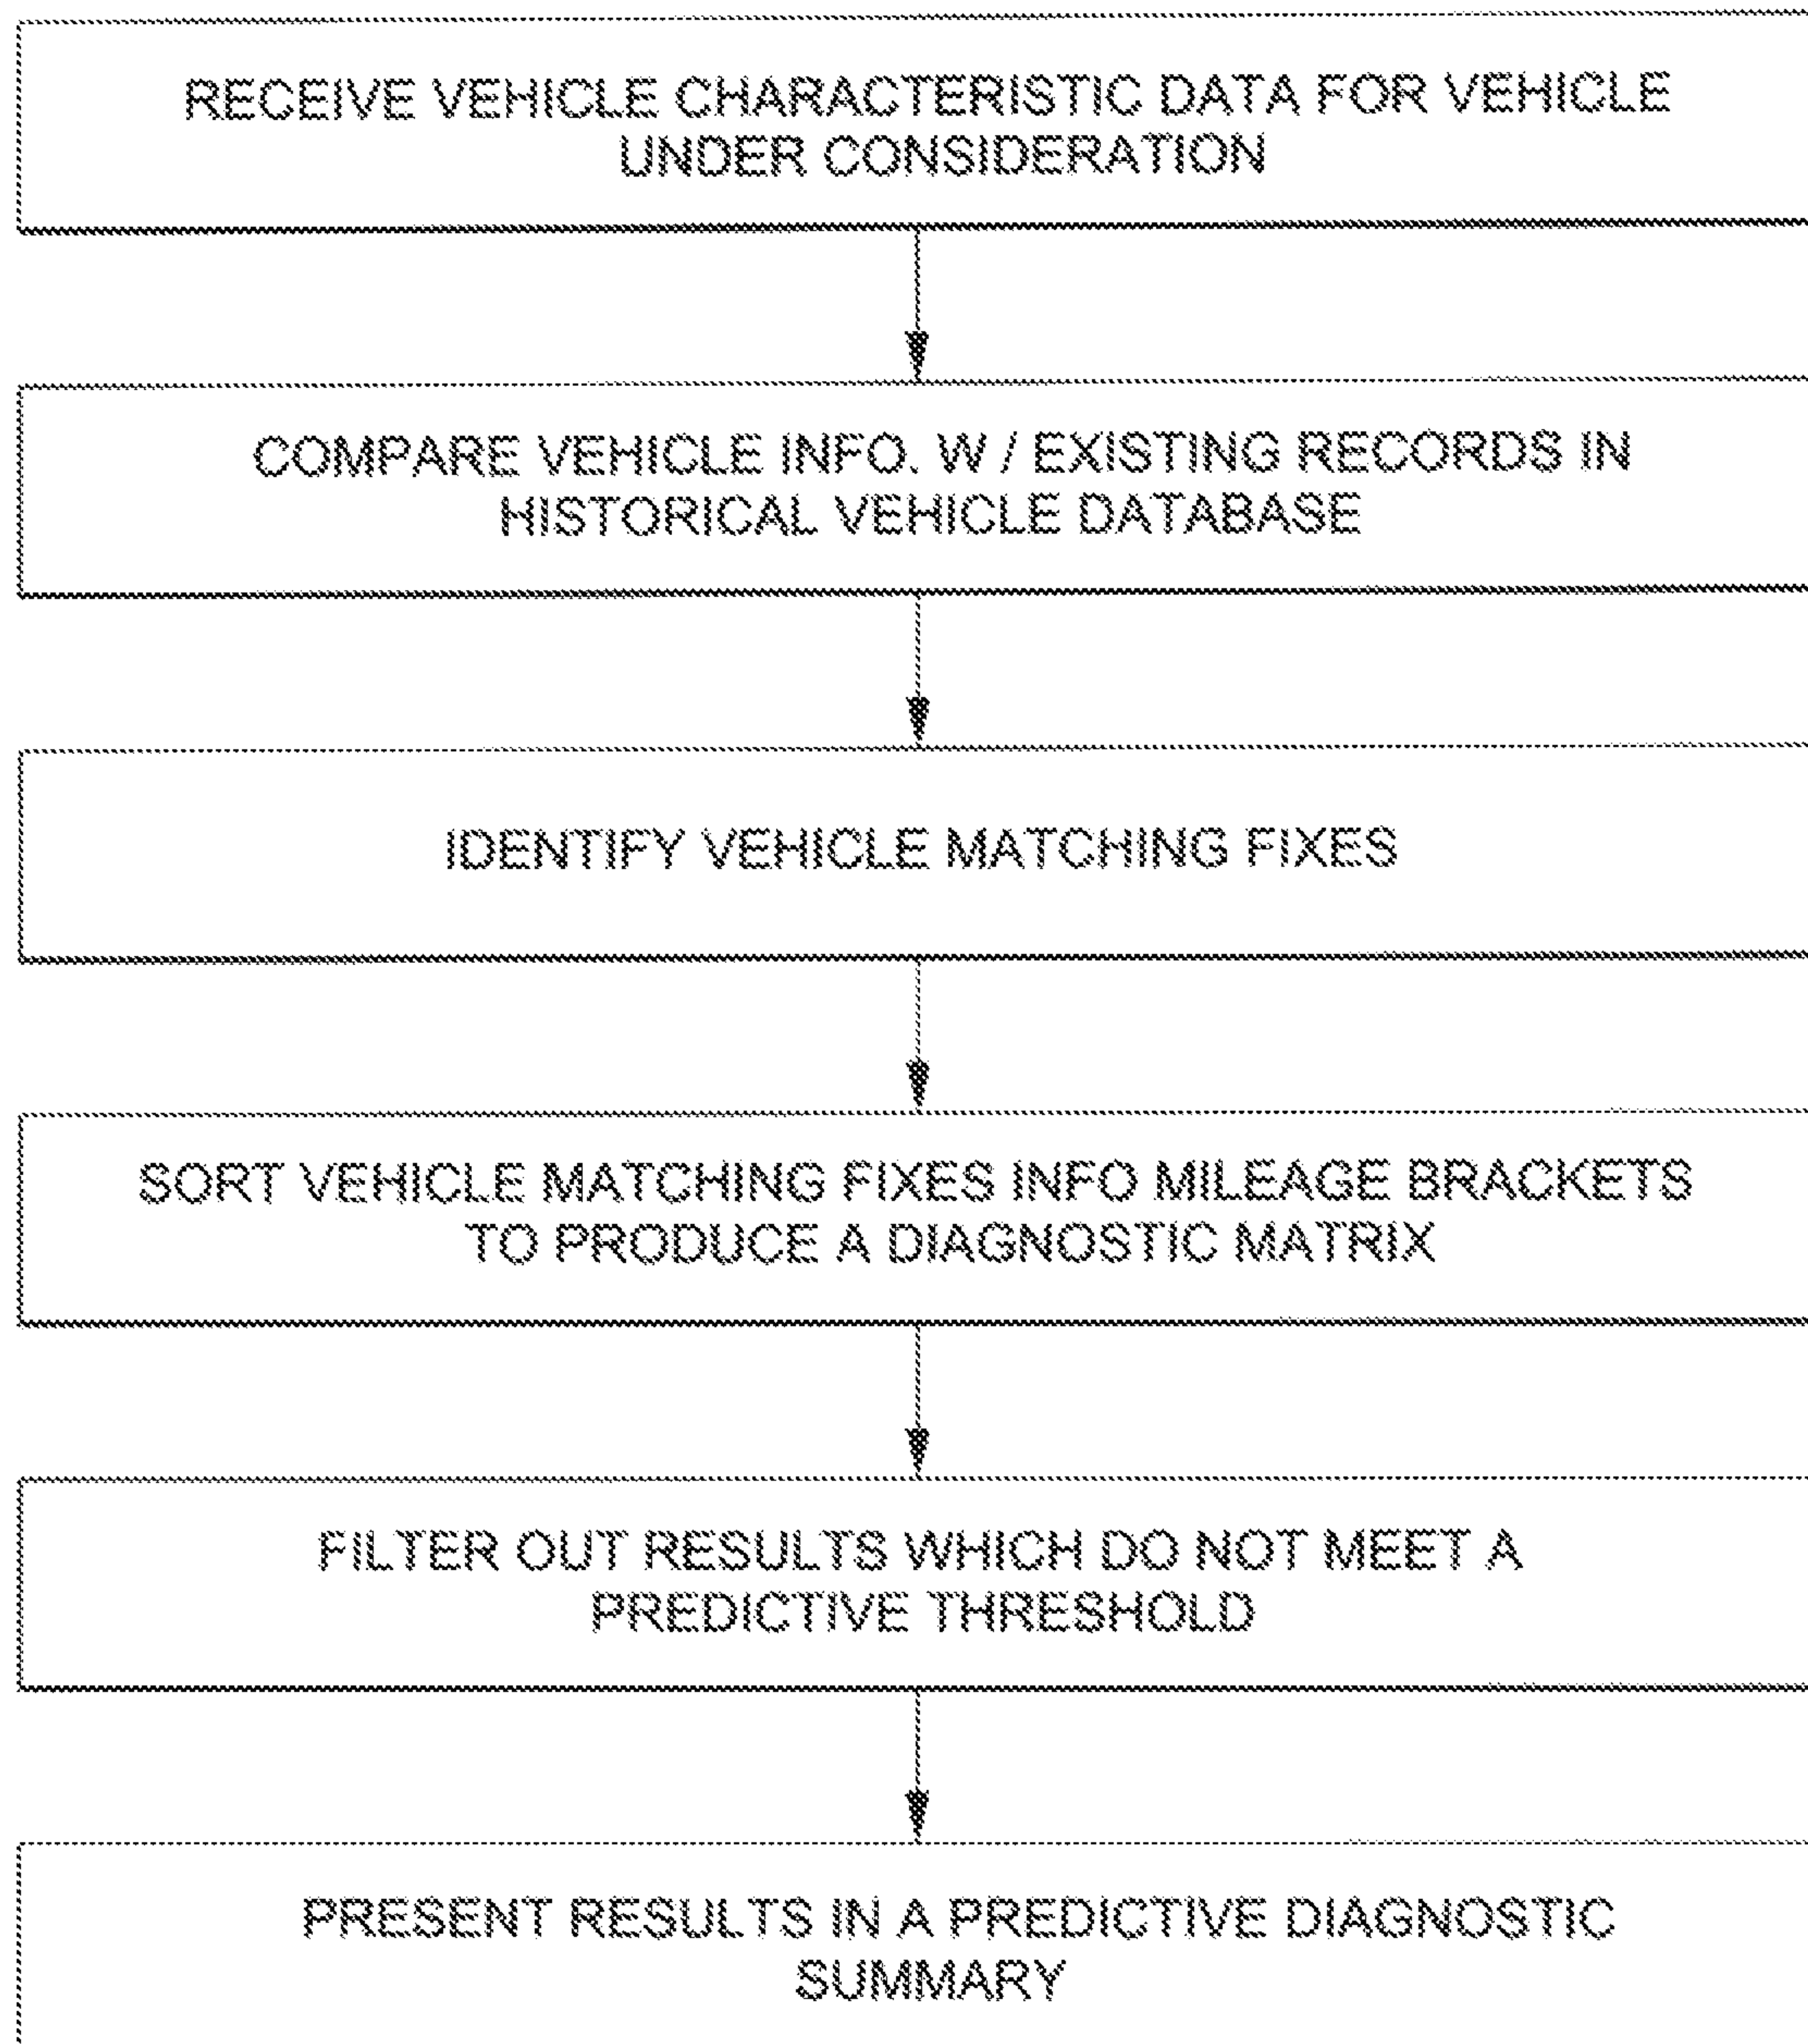 RECEIVE VEHICLE CHARACTERISTIC DATA FOR VEHICLE
UNDER CONSIDERATION
COMPARE VEHICLE INFO. W / EXISTING RECORDS IN
HISTORICAL VEHICLE DATABASE
IDENTIFY VEHICLE MATCHING FIXES
SORT VEHICLE MATCHING FIXES INFO MILEAGE BRACKETS
TO PRODUCE A DIAGNOSTIC MATRIX
FILTER OUT RESULTS WHICH DO NOT MEET A
PREDICTIVE THRESHOLD
PRESENT RESULTS IN A PREDICTIVE DIAGNOSTIC
SUMMARY